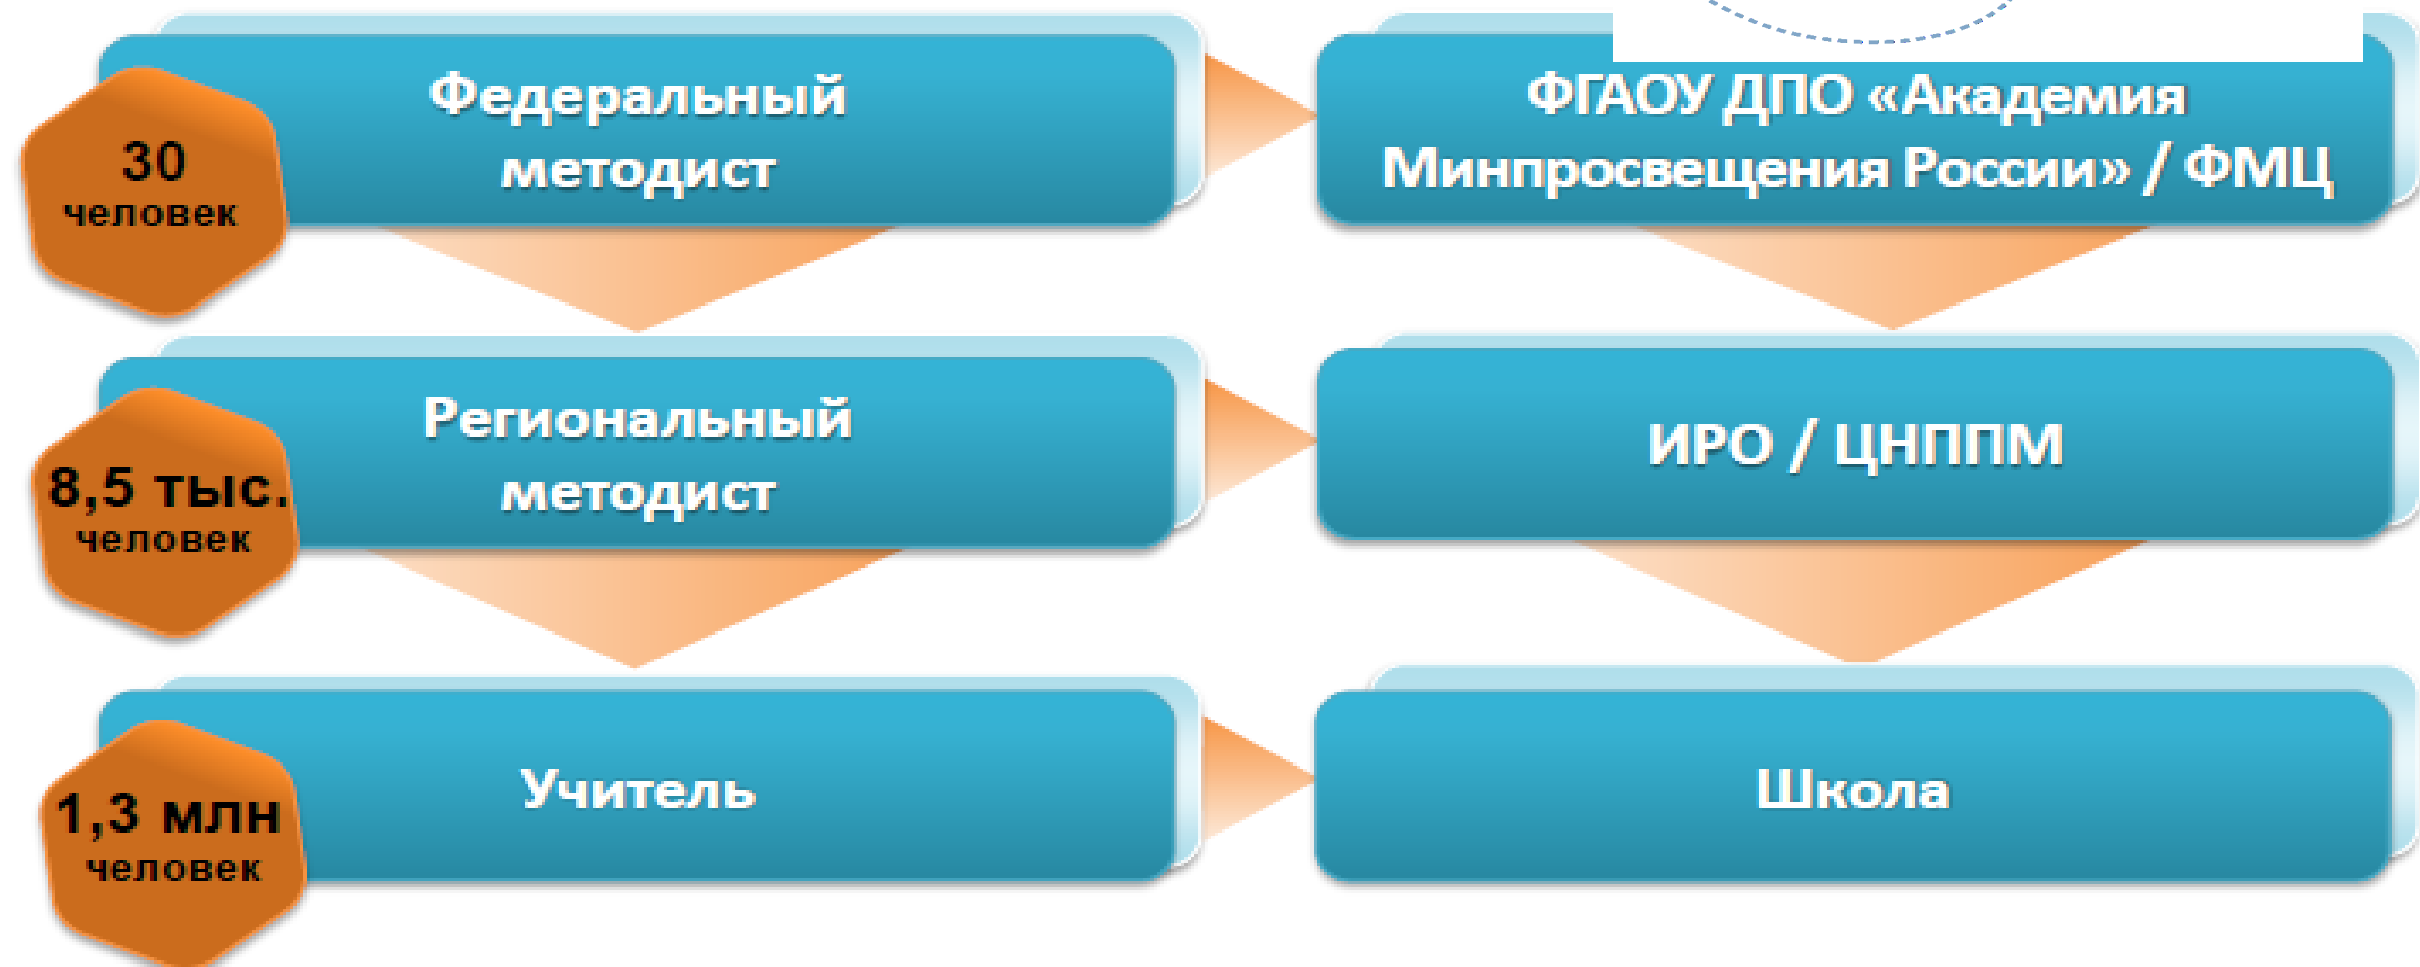 30
человек
Федеральный
методист
ФГАОУ ДПО «Академия
Минпросвещения России» / ФМЦ
8,5 тыс.
человек
Региональный
методист
ИРО / ЦНППМ
1,3 млн
человек
Учитель
Школа